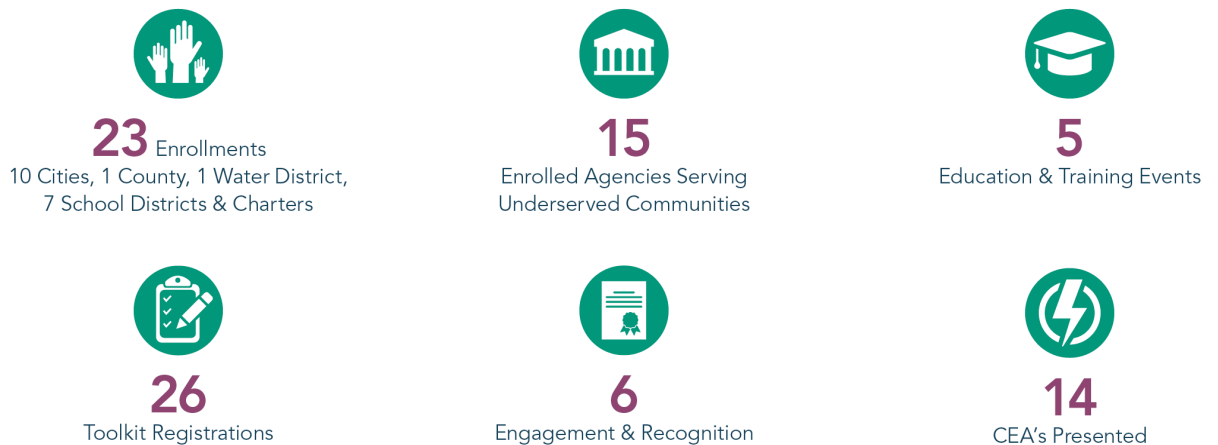 23 Enrollments
10 Cities, 1 County, 1 Water District,
7 School Districts & Charters
15
Enrolled Agencies Serving
Underserved Communities
5
Education & Training Events
26
Toolkit Registrations
6
Engagement & Recognition
14
CEA's Presented